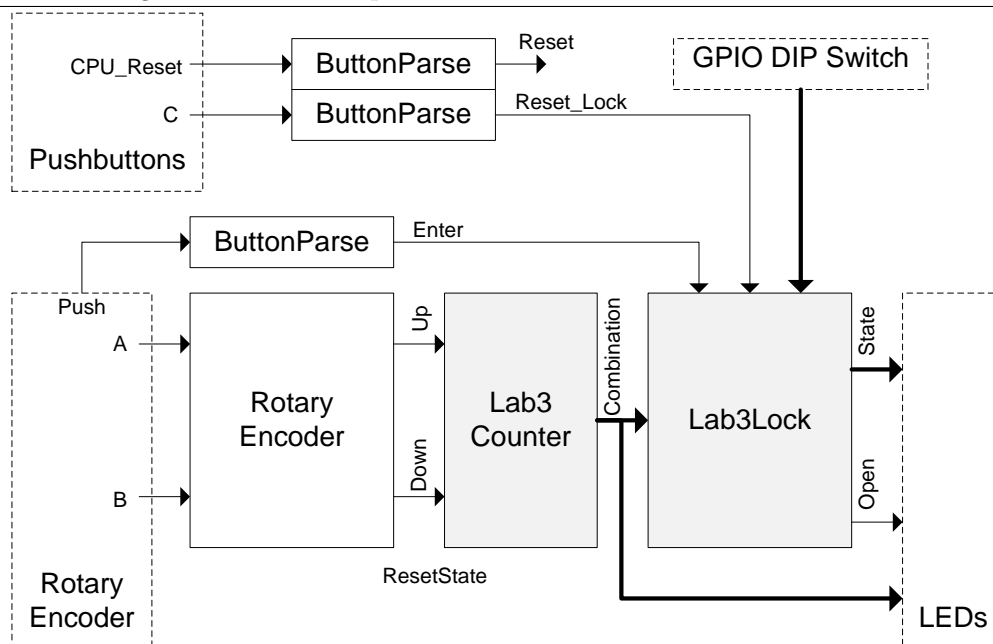 CPU_Reset
ButtonParse
Reset
GPIO DIP Switch
C
ButtonParse
Reset_Lock
Pushbuttons
ButtonParse
Enter
Push
A
B
Rotary
Encoder
Rotary
Encoder
Up
Down
Lab3
Counter
Combination
Lab3Lock
State
Open
ResetState
LEDs